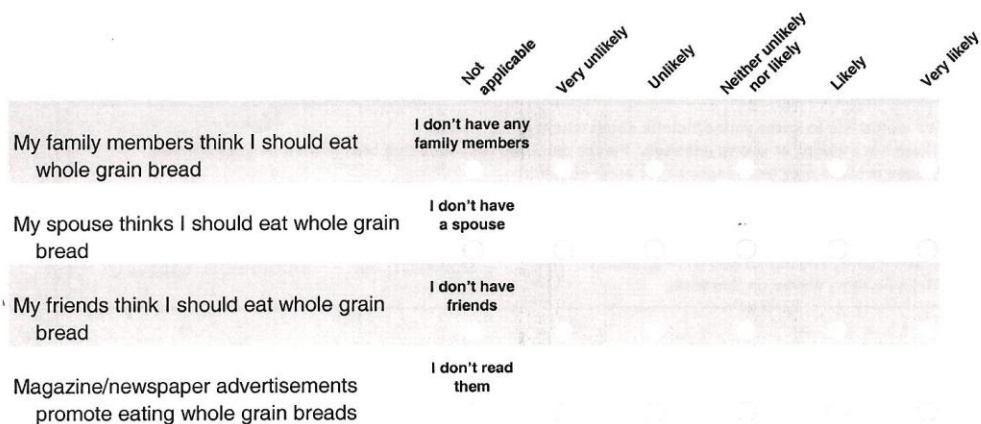 Not
applicable
Very unlikely
Unlikely
Neither unlikely
nor likely
Likely
Very likely
My family members think I should eat
whole grain bread
I don't have any
family members
My spouse thinks I should eat whole grain
bread
I don't have
a spouse
My friends think I should eat whole grain
bread
I don't have
friends
Magazine/newspaper advertisements
promote eating whole grain breads
I don't read
them